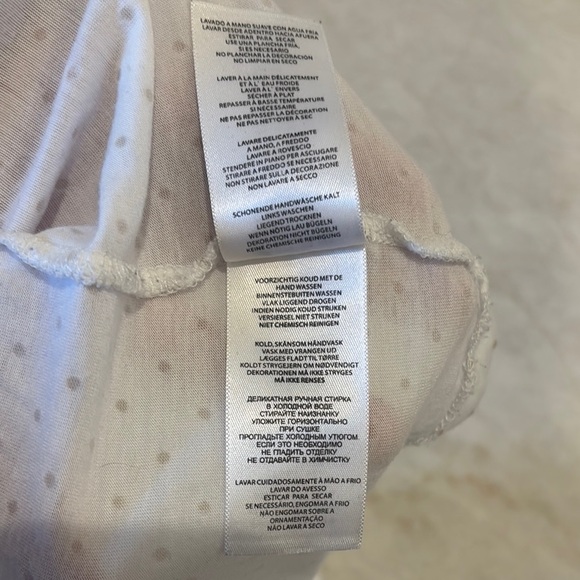 LAVADO A MANO SUAVE CON AGUA FRIA
LAVAR DESDE ADENTRO HACIA AFUERA
ESTIRAR PARA SECAR
USE UNA PLANCHA FRIA,
SI ES NECESARIO
NO PLANCHAR LA DECORACIÓN
NO LIMPIAR EN SECO
LAVER À LA MAIN DÉLICATEMENT
ET À L' EAU FROIDE
LAVER À L' ENVERS
SÉCHER À PLAT
REPASSER À BASSE TEMPÉRATURE
SI NÉCESSAIRE
NE PAS REPASSER LA DÉCORATION
NE PAS NETTOYER À SEC
LAVARE DELICATAMENTE
A MANO, A FREDDO
LAVARE A ROVESCIO
STENDERE IN PIANO PER ASCIUGARE
STIRARE A FREDDO SE NECESSARIO
NON STIRARE SULLA DECORAZIONE
NON LAVARE A SECCO
SCHONENDE HANDWÄSCHE KALT
LINKS WASCHEN
LIEGEND TROCKNEN
WENN NÖTIG LAU BÜGELN
DEKORATION NICHT BÜGELN
KEINE CHEMISCHE REINIGUNG
VOORZICHTIG KOUD MET DE
HAND WASSEN
BINNENSTEBUITEN WASSEN
VLAK LIGGEND DROGEN
INDIEN NODIG KOUD STRIJKEN
VERSIERSEL NIET STRIJKEN
NIET CHEMISCH REINIGEN
KOLD, SKÅNSOM HÅNDVASK
VASK MED VRANGEN UD
LÆGGES FLADT TIL TØRRE
KOLDT STRYGEJERN OM NØDVENDIGT
DEKORATIONEN MÅ IKKE STRYGES
MÅ IKKE RENSES
ДЕЛИКАТНАЯ РУЧНАЯ СТИРКА
В ХОЛОДНОЙ ВОДЕ
СТИРАЙТЕ НАИЗНАНКУ
УЛОЖИТЕ ГОРИЗОНТАЛЬНО
ПРИ СУШКЕ
ПРОГЛАДЬТЕ ХОЛОДНЫМ УТЮГОМ,
ЕСЛИ ЭТО НЕОБХОДИМО
НЕ ГЛАДИТЬ ОТДЕЛКУ
НЕ ОТДАВАЙТЕ В ХИМЧИСТКУ
LAVAR CUIDADOSAMENTE À MÃO A FRIO
LAVAR DO AVESSO
ESTICAR PARA SECAR
SE NECESSÁRIO, ENGOMAR A FRIO
NÃO ENGOMAR SOBRE A
ORNAMENTAÇÃO
NÃO LAVAR A SECO